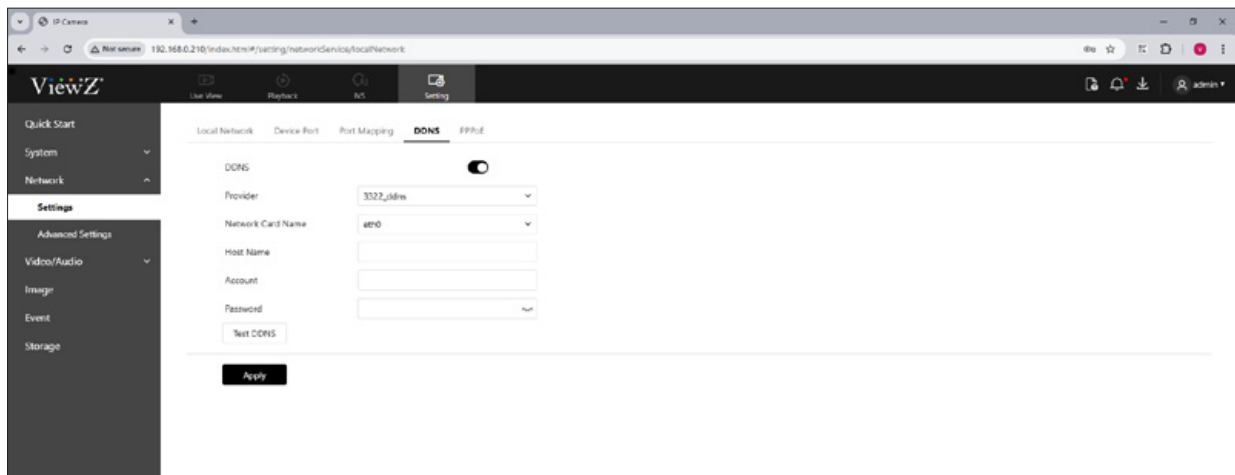 IP Camera
Not secure 192.168.0.210/index.html#/setting/networkService/localNetwork
ViewZ
Live View Playback IVS Setting
admin
Quick Start
System
Network
Settings
Advanced Settings
Video/Audio
Image
Event
Storage
Local Network Device Port Port Mapping DDNS PPPoE
DDNS
Provider 3322_ddns
Network Card Name eth0
Host Name
Account
Password
Test DDNS
Apply